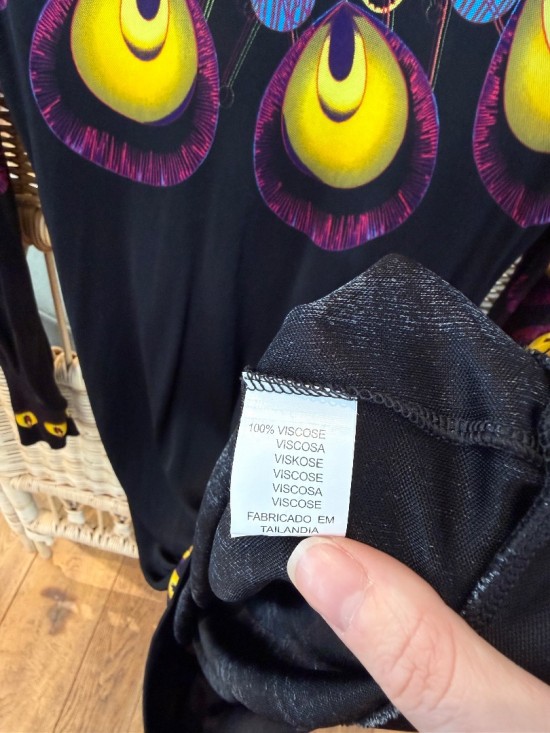 100% VISCOSE
VISCOSA
VISKOSE
VISCOSE
VISCOSA
VISCOSE
FABRICADO EM
TAILANDIA